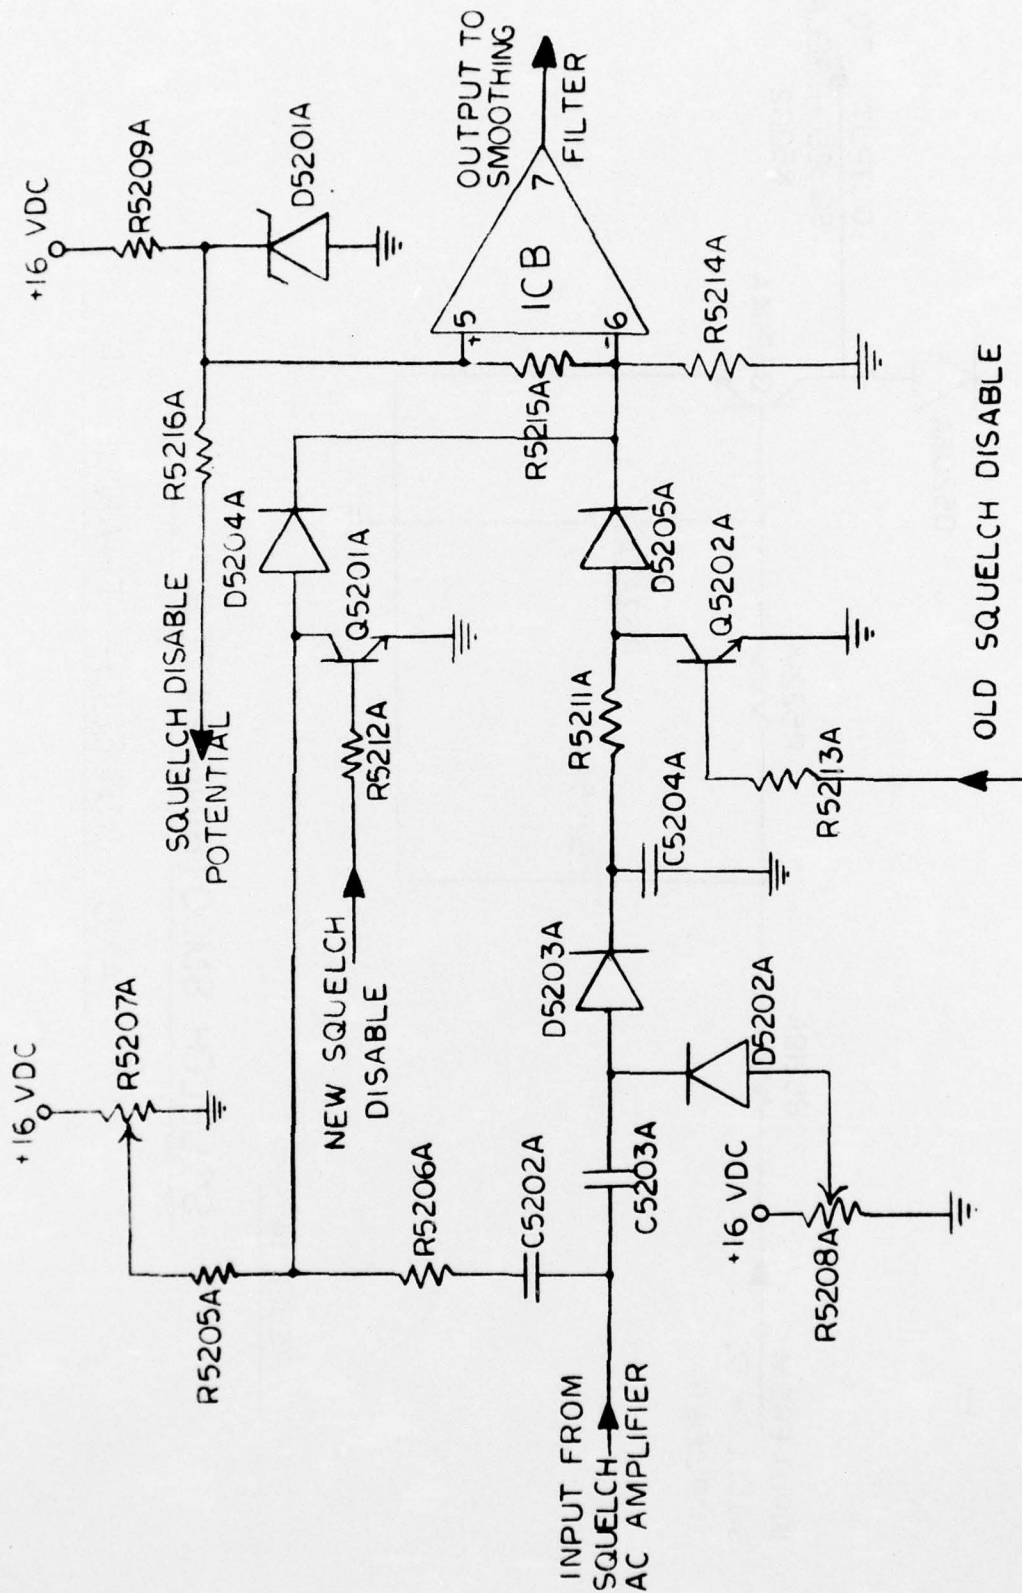 +16 VDC
R5207A
R5205A
R5206A
C5202A
INPUT FROM
SQUELCH
AC AMPLIFIER
C5203A
+16 VDC
R5208A
D5202A
D5203A
C5204A
R5211A
NEW SQUELCH
DISABLE
R5212A
Q5201A
D5204A
SQUELCH DISABLE
POTENTIAL
R5216A
+16 VDC
R5209A
D5201A
+5
ICB
7
-6
R5215A
R5214A
D5205A
Q5202A
R5213A
OLD SQUELCH DISABLE
OUTPUT TO
SMOOTHING
FILTER